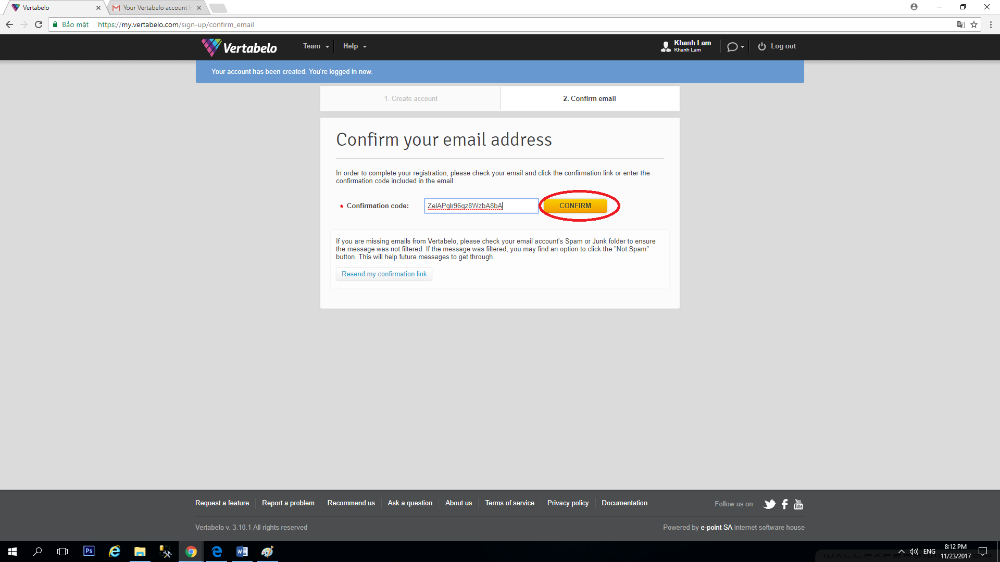 Vertabelo
Your Vertabelo account
Bảo mật
https://my.vertabelo.com/sign-up/confirm_email
Vertabelo
Team
Help
Khanh Lam
Khanh Lam
Log out
Your account has been created. You're logged in now.
1. Create account
2. Confirm email
Confirm your email address
In order to complete your registration, please check your email and click the confirmation link or enter the
confirmation code included in the email.
★ Confirmation code:
ZelAPglr96qz8WzbA8bA
CONFIRM
If you are missing emails from Vertabelo, please check your email account's Spam or Junk folder to ensure
the message was not filtered. If the message was filtered, you may find an option to click the "Not Spam"
button. This will help future messages to get through.
Resend my confirmation link
Request a feature
Report a problem
Recommend us
Ask a question
About us
Terms of service
Privacy policy
Documentation
Follow us on:
You
Tube
Vertabelo v. 3.10.1 All rights reserved
Powered by e-point SA internet software house
Ps
ENG
8:12 PM
11/23/2017